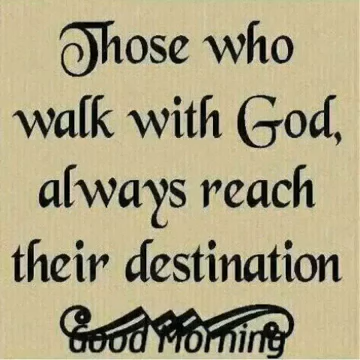 Those who
walk with God,
always reach
their destination
Good Morning